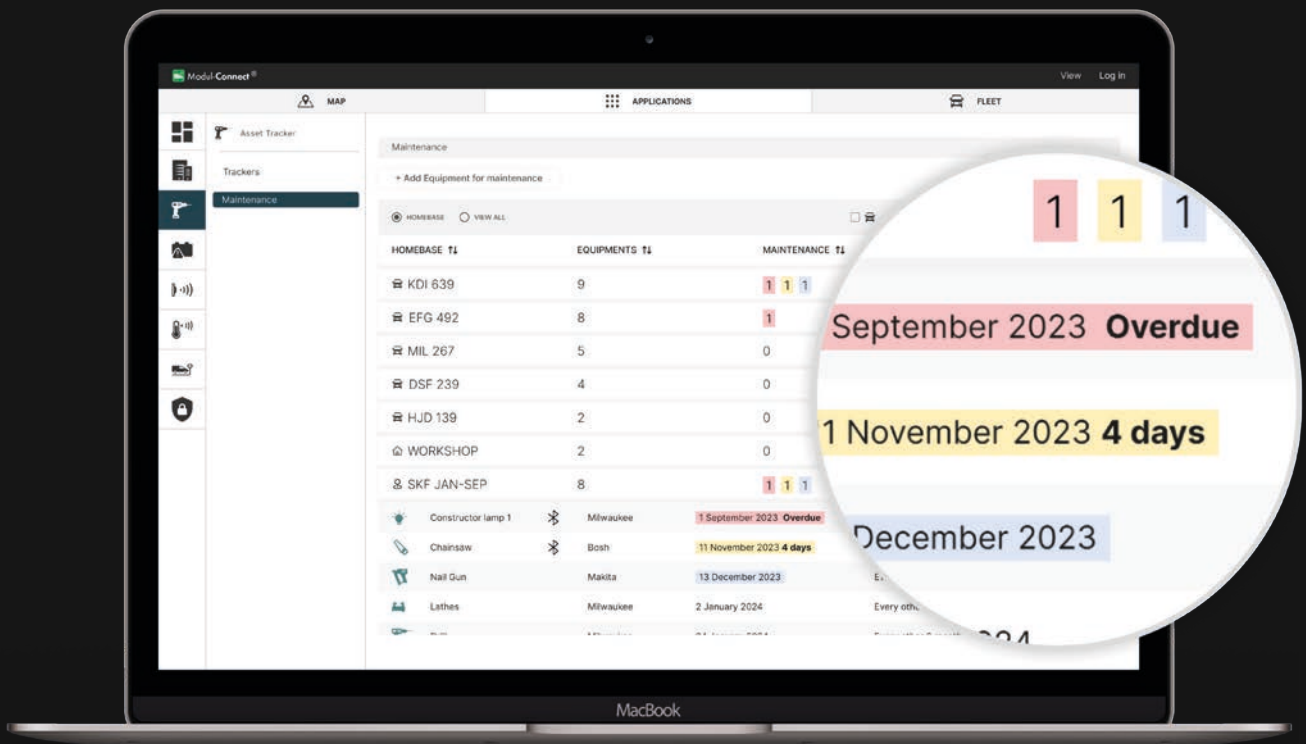 Modul-Connect®
View Log in
MAP APPLICATIONS FLEET
Asset Tracker
Trackers
Maintenance
Maintenance
+ Add Equipment for maintenance
HOMEBASE VIEW ALL
HOMEBASE EQUIPMENTS MAINTENANCE
KDI 639 9 1 1 1
EFG 492 8 1
MIL 267 5 0
DSF 239 4 0
HJD 139 2 0
WORKSHOP 2 0
SKF JAN-SEP 8 1 1 1
Constructor lamp 1 Milwaukee 1 September 2023 Overdue
Chainsaw Bosh 11 November 2023 4 days
Nail Gun Makita 13 December 2023
Lathes Milwaukee 2 January 2024 Every
1 1 1
September 2023 Overdue
1 November 2023 4 days
December 2023
MacBook